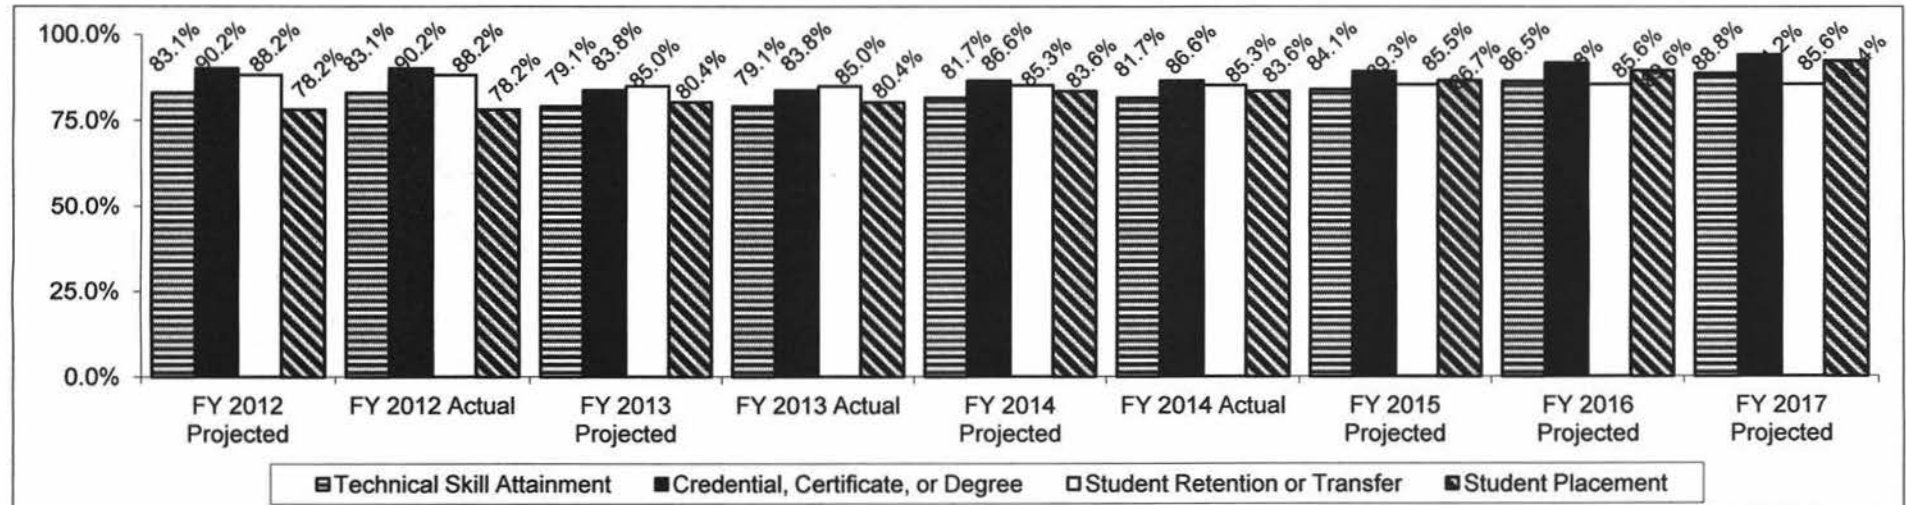 100.0%
75.0%
50.0%
25.0%
0.0%
83.1% 90.2% 88.2% 78.2% 83.1% 90.2% 88.2% 78.2% 79.1% 83.8% 85.0% 80.4% 79.1% 83.8% 85.0% 80.4% 81.7% 86.6% 85.3% 83.6% 81.7% 86.6% 85.3% 83.6% 84.1% 85.5% 86.7% 86.5% 85.6% 88.8% 85.6%
FY 2012 Projected
FY 2012 Actual
FY 2013 Projected
FY 2013 Actual
FY 2014 Projected
FY 2014 Actual
FY 2015 Projected
FY 2016 Projected
FY 2017 Projected
Technical Skill Attainment Credential, Certificate, or Degree Student Retention or Transfer Student Placement